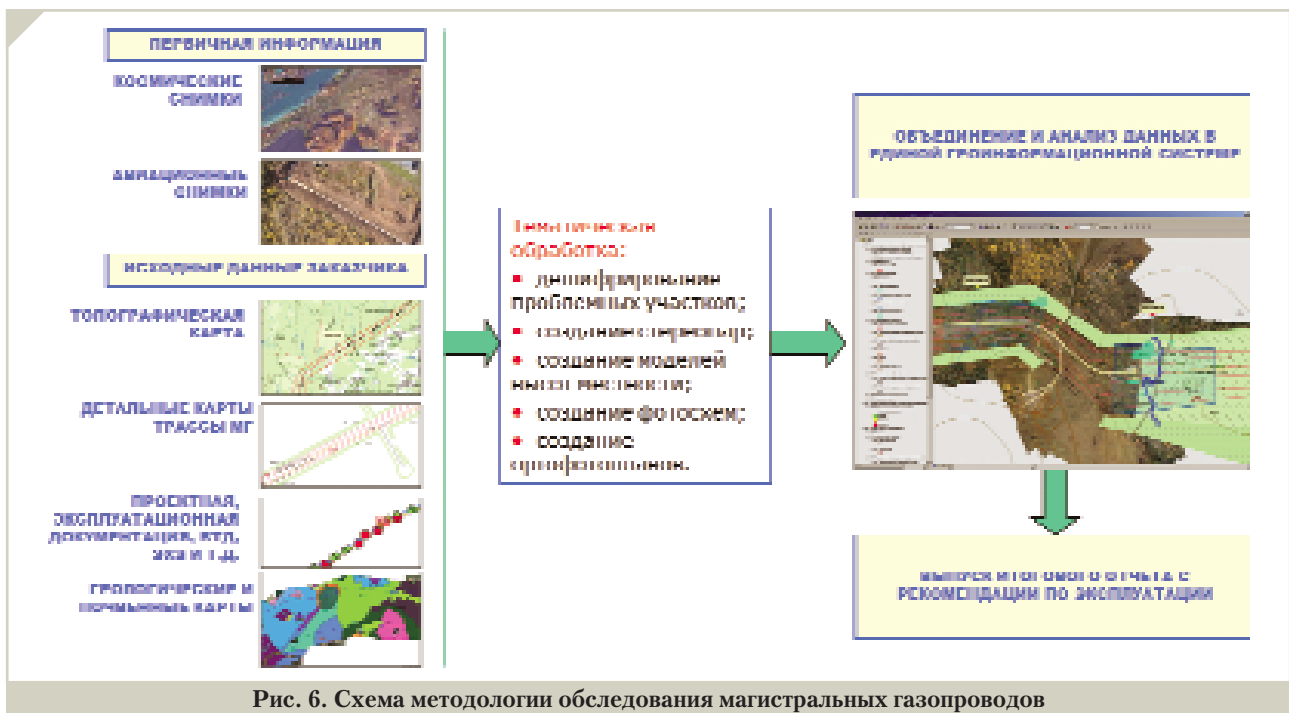 ПЕРВИЧНАЯ ИНФОРМАЦИЯ
КОСМИЧЕСКИЕ
СНИМКИ
АВИАЦИОННЫЕ
СНИМКИ
ИСХОДНЫЕ ДАННЫЕ ЗАКАЗЧИКА
ТОПОГРАФИЧЕСКАЯ
КАРТА
ДЕТАЛЬНЫЕ КАРТЫ
ТРАССЫ МГ
ПРОЕКТНАЯ,
ЭКСПЛУАТАЦИОННАЯ
ДОКУМЕНТАЦИЯ, ВТД,
ЭХЗ И Т.Д.
ГЕОЛОГИЧЕСКИЕ И
ПОЧВЕННЫЕ КАРТЫ
Тематическая
обработка:
• дешифрирование
проблемных участков;
• создание стереопар;
• создание моделей
высот местности;
• создание фотосхем;
• создание
ортофотопланов.
ОБЪЕДИНЕНИЕ И АНАЛИЗ ДАННЫХ В
ЕДИНОЙ ГЕОИНФОРМАЦИОННОЙ СИСТЕМЕ
ВЫПУСК ИТОГОВОГО ОТЧЕТА С
РЕКОМЕНДАЦИИ ПО ЭКСПЛУАТАЦИИ
Рис. 6. Схема методологии обследования магистральных газопроводов